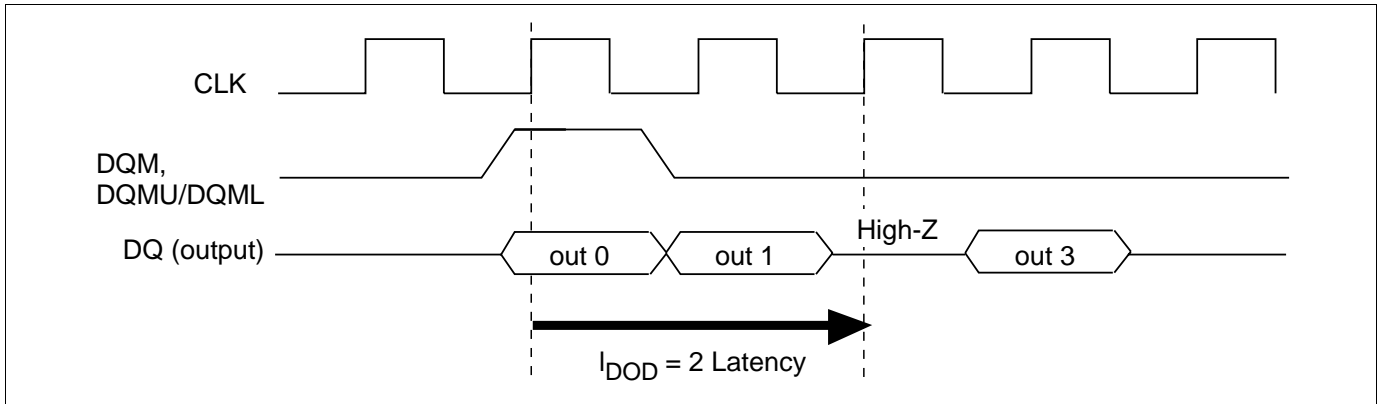 CLK
DQM,
DQMU/DQML
High-Z
DQ (output)
out 0
out 1
out 3
lDOD = 2 Latency